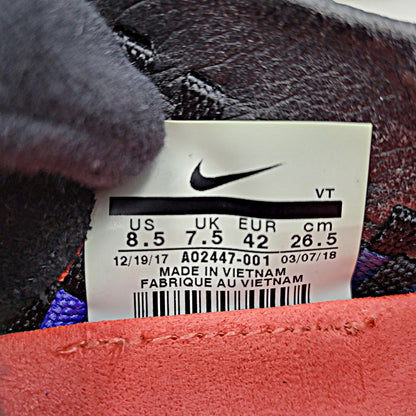 VT
US UK EUR cm
8.5 7.5 42 26.5
12/19/17 AO2447-001 03/07/18
MADE IN VIETNAM
FABRIQUE AU VIETNAM